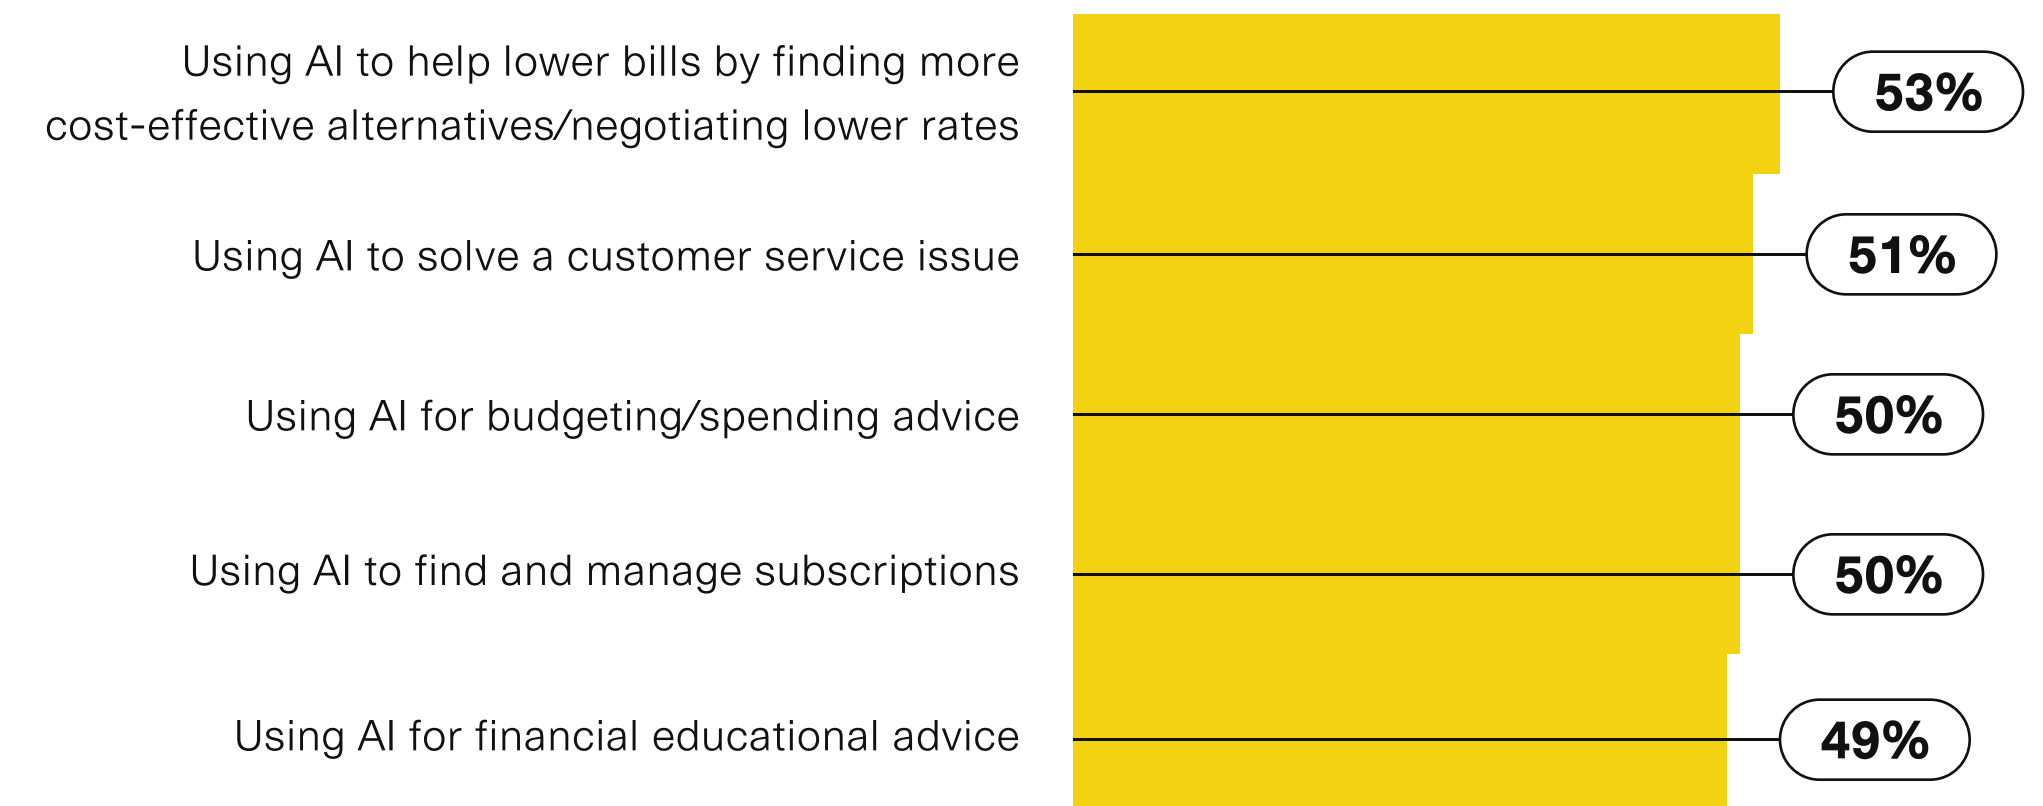 Using AI to help lower bills by finding more
cost-effective alternatives/negotiating lower rates
53%
Using AI to solve a customer service issue
51%
Using AI for budgeting/spending advice
50%
Using AI to find and manage subscriptions
50%
Using AI for financial educational advice
49%